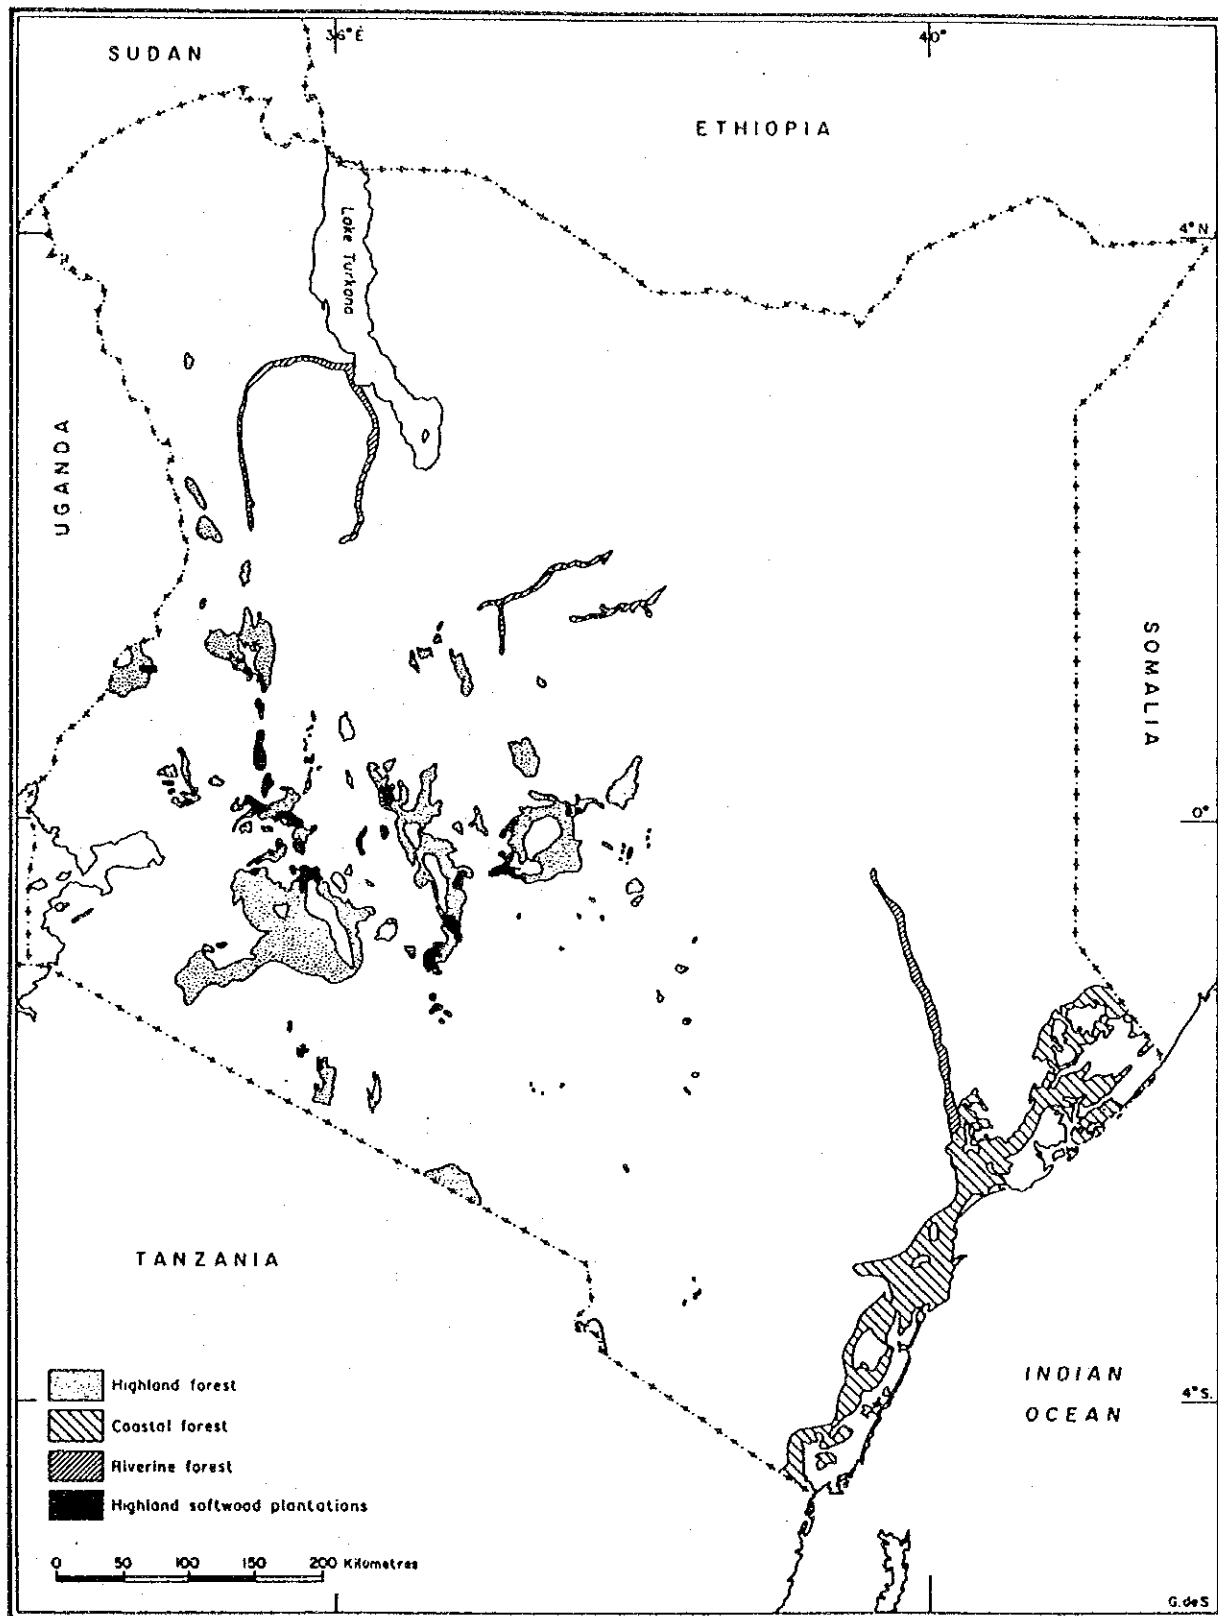 36°E
40°
SUDAN
ETHIOPIA
4°N
Lake Turkana
UGANDA
SOMALIA
0°
TANZANIA
INDIAN
OCEAN
4°S.
Highland forest
Coastal forest
Riverine forest
Highland softwood plantations
0 50 100 150 200 Kilometres
G.deS